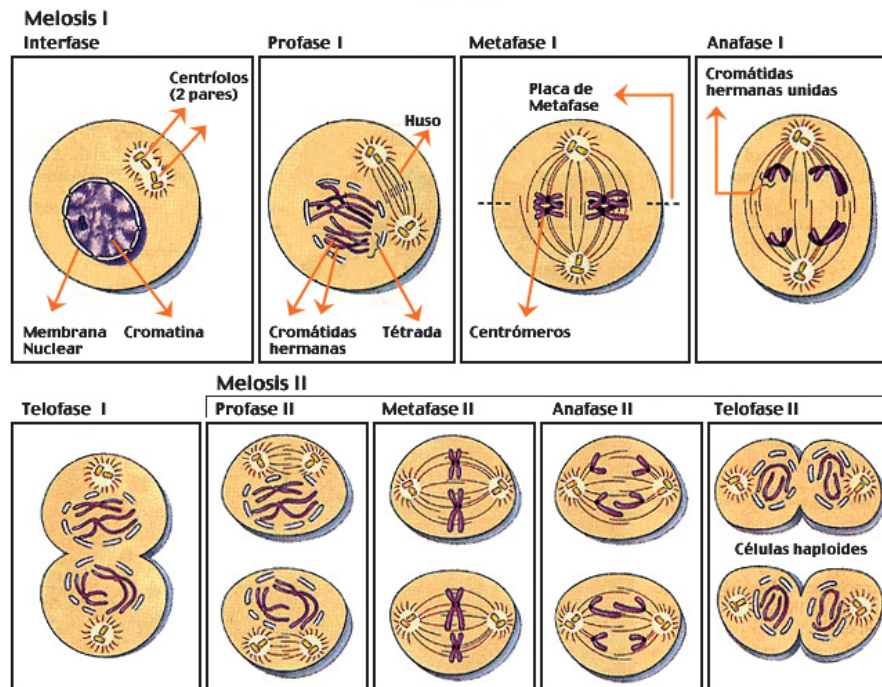 Meiosis I
Interfase
Centríolos
(2 pares)
Membrana
Nuclear
Cromatina
Profase I
Huso
Cromátidas
hermanas
Tétrada
Metafase I
Placa de
Metafase
Centrómeros
Anafase I
Cromátidas
hermanas unidas
Telofase I
Meiosis II
Profase II
Metafase II
Anafase II
Telofase II
Células haploides